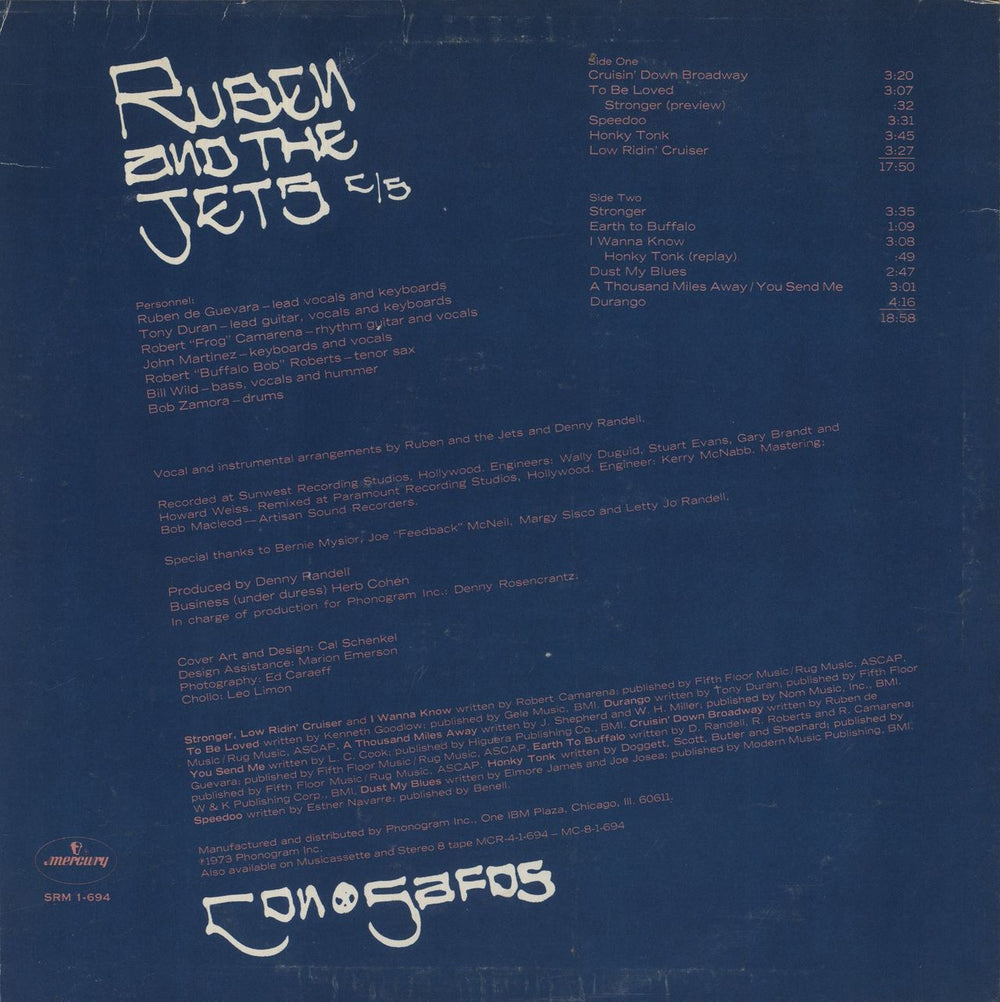 RUBEN
AND THE
JETS C/S
Side One
Cruisin' Down Broadway 3:20
To Be Loved 3:07
Stronger (preview) :32
Speedoo 3:31
Honky Tonk 3:45
Low Ridin' Cruiser 3:27
17:50
Side Two
Stronger 3:35
Earth to Buffalo 1:09
I Wanna Know 3:08
Honky Tonk (replay) :49
Dust My Blues 2:47
A Thousand Miles Away/You Send Me 3:01
Durango 4:16
18:58
Personnel:
Ruben de Guevara – lead vocals and keyboards
Tony Duran – lead guitar, vocals and keyboards
Robert "Frog" Camarena – rhythm guitar and vocals
John Martinez – keyboards and vocals
Robert "Buffalo Bob" Roberts – tenor sax
Bill Wild – bass, vocals and hummer
Bob Zamora – drums
Vocal and instrumental arrangements by Ruben and the Jets and Denny Randell.
Recorded at Sunwest Recording Studios, Hollywood. Engineers: Wally Duguid, Stuart Evans, Gary Brandt and
Howard Weiss. Remixed at Paramount Recording Studios, Hollywood. Engineer: Kerry McNabb. Mastering:
Bob Macleod — Artisan Sound Recorders.
Special thanks to Bernie Mysior, Joe "Feedback" McNeil, Margy Sisco and Letty Jo Randell.
Produced by Denny Randell
Business (under duress) Herb Cohen
In charge of production for Phonogram Inc.: Denny Rosencrantz.
Cover Art and Design: Cal Schenkel
Design Assistance: Marion Emerson
Photography: Ed Caraeff
Chollo: Leo Limon
Stronger, Low Ridin' Cruiser and I Wanna Know written by Robert Camarena; published by Fifth Floor Music/Rug Music, ASCAP.
To Be Loved written by Kenneth Goodlow; published by Gele Music, BMI. Durango written by Tony Duran, published by Fifth Floor
Music/Rug Music, ASCAP. A Thousand Miles Away written by J. Shepherd and W. H. Miller, published by Nom Music, Inc., BMI.
You Send Me written by L. C. Cook; published by Higuera Publishing Co., BMI. Cruisin' Down Broadway written by Ruben de
Guevara; published by Fifth Floor Music/Rug Music, ASCAP. Earth To Buffalo written by D. Randell, R. Roberts and R. Camarena;
published by Fifth Floor Music/Rug Music, ASCAP. Honky Tonk written by Doggett, Scott, Butler and Shephard; published by
W & K Publishing Corp., BMI. Dust My Blues written by Elmore James and Joe Josea; published by Modern Music Publishing, BMI.
Speedoo written by Esther Navarre; published by Benell.
Manufactured and distributed by Phonogram Inc., One IBM Plaza, Chicago, Ill. 60611.
℗1973 Phonogram Inc.
Also available on Musicassette and Stereo 8 tape MCR-4-1-694 – MC-8-1-694
mercury
SRM 1-694
CON SAFOS